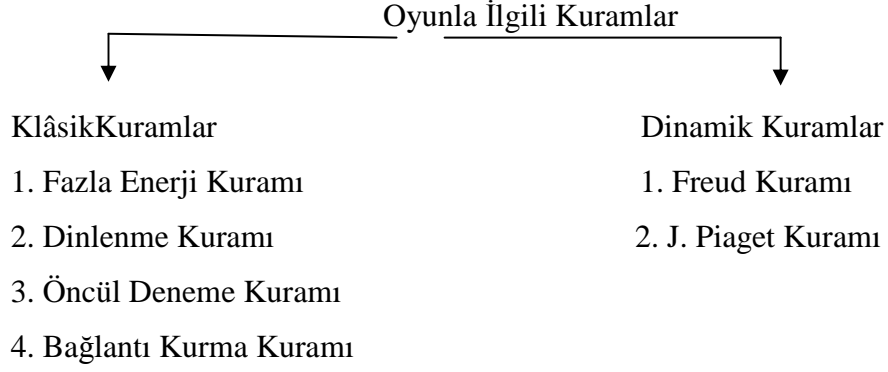 Oyunla İlgili Kuramlar
KlâsikKuramlar
1. Fazla Enerji Kuramı
2. Dinlenme Kuramı
3. Öncül Deneme Kuramı
4. Bağlantı Kurma Kuramı
Dinamik Kuramlar
1. Freud Kuramı
2. J. Piaget Kuramı